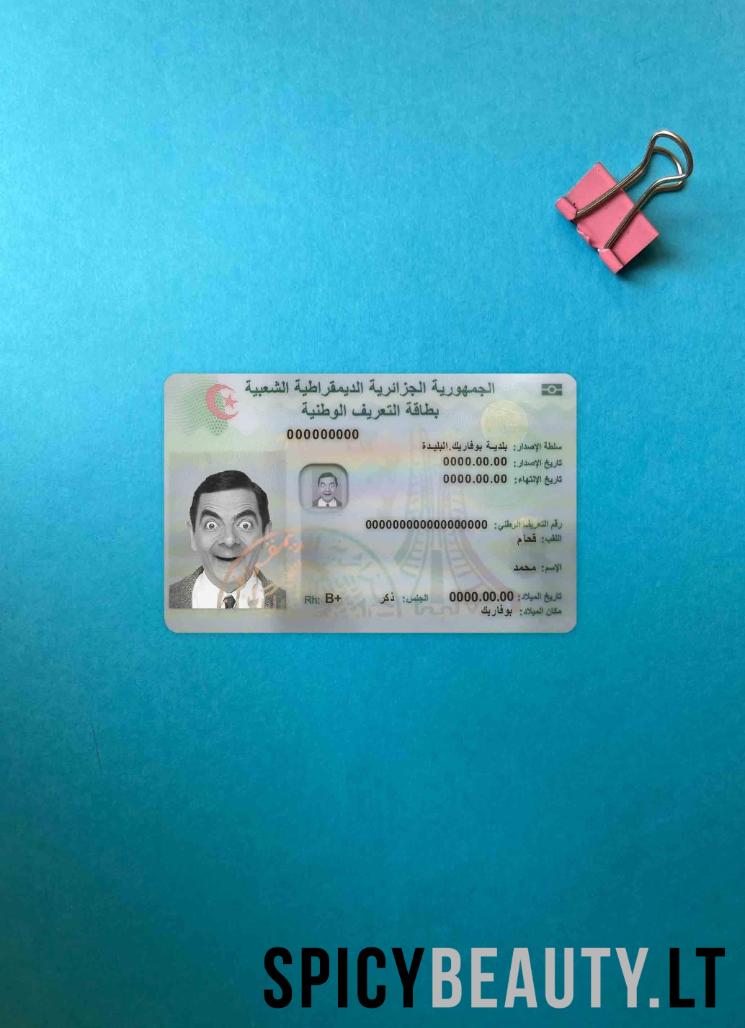 الجمهورية الجزائرية الديمقراطية الشعبية
بطاقة التعريف الوطنية
000000000
سلطة الإصدار: بلدية بوفاريك.البليدة
تاريخ الإصدار: 0000.00.00
تاريخ الإنتهاء: 0000.00.00
رقم التعريف الوطني: 000000000000000000
اللقب: فحام
الإسم: محمد
تاريخ الميلاد: 0000.00.00 الجنس: ذكر Rh: B+
مكان الميلاد: بوفاريك
SPICYBEAUTY.LT